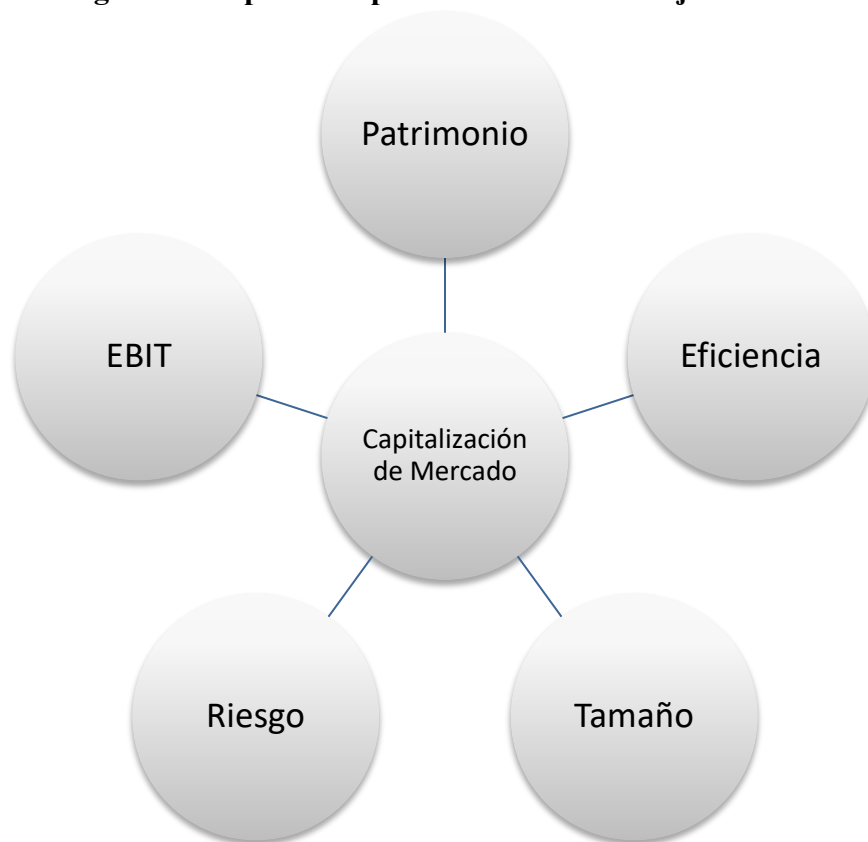 Patrimonio
EBIT
Eficiencia
Capitalización
de Mercado
Riesgo
Tamaño